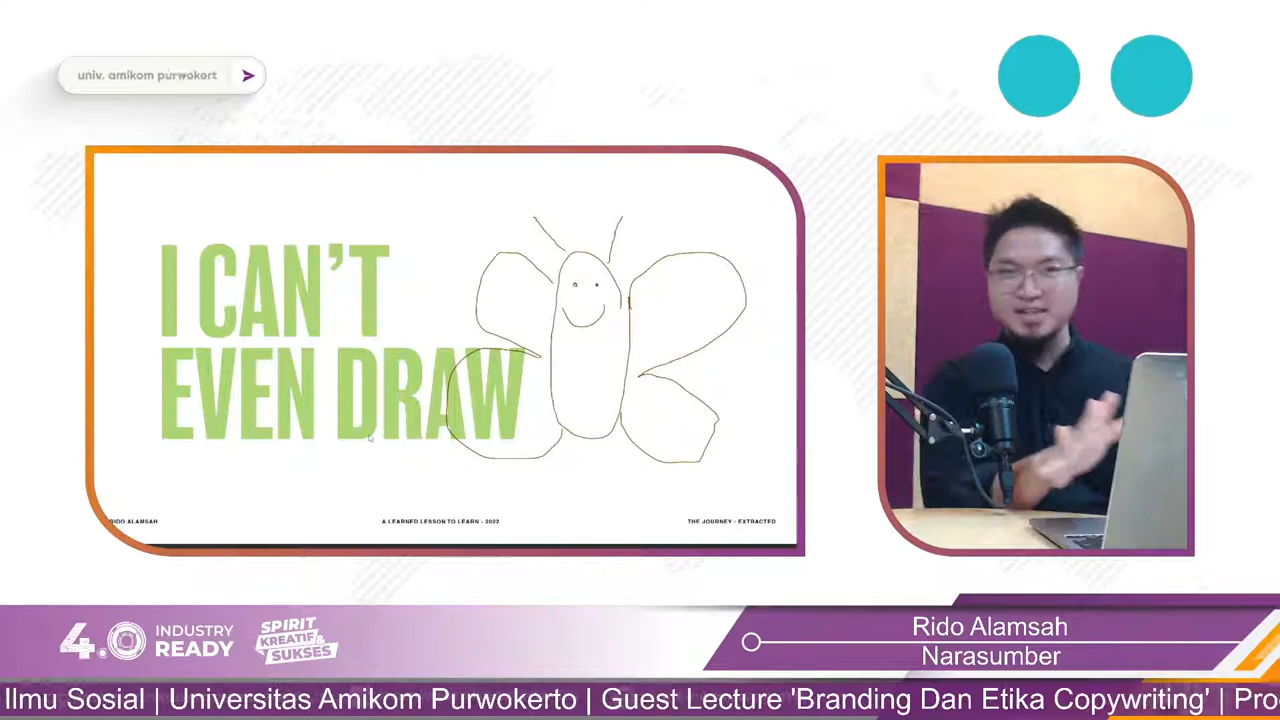 univ. amikom purwokert
I CAN'T
EVEN DRAW
RIDO ALAMSAH
A LEARNED LESSON TO LEARN - 2022
THE JOURNEY - EXTRACTED
4.0 INDUSTRY
READY
SPIRIT
KREATIF &
SUKSES
Rido Alamsah
Narasumber
Ilmu Sosial | Universitas Amikom Purwokerto | Guest Lecture 'Branding Dan Etika Copywriting' | Pro